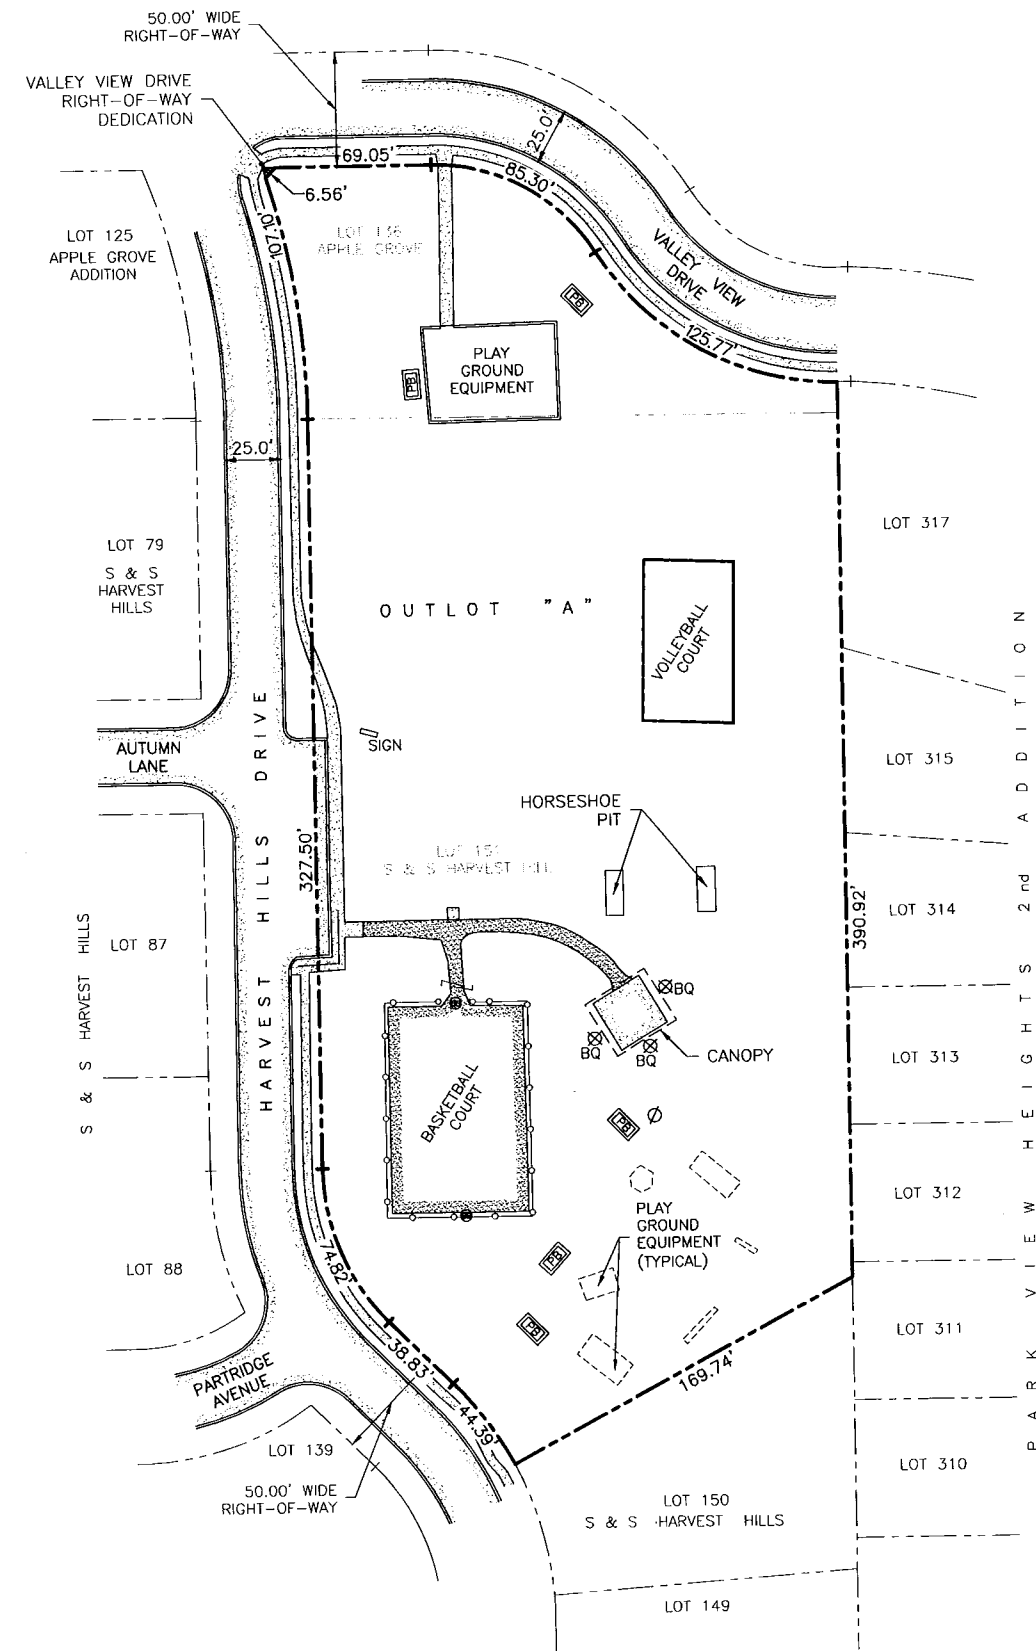 50.00' WIDE
RIGHT-OF-WAY
VALLEY VIEW DRIVE
RIGHT-OF-WAY
DEDICATION
69.05'
25.0'
85.30'
6.56'
107.10'
LOT 136
APPLE GROVE
LOT 125
APPLE GROVE
ADDITION
VALLEY VIEW
DRIVE
PB
125.77'
PLAY
GROUND
EQUIPMENT
PB
25.0'
LOT 317
LOT 79
S & S
HARVEST
HILLS
OUTLOT "A"
VOLLEYBALL
COURT
AUTUMN
LANE
SIGN
LOT 315
HORSESHOE
PIT
HARVEST HILLS DRIVE
327.50'
LOT 151
S & S HARVEST HILL
390.92'
LOT 314
LOT 87
S & S HARVEST HILLS
BQ
BQ
BQ
CANOPY
LOT 313
BASKETBALL
COURT
PB
LOT 312
PLAY
GROUND
EQUIPMENT
(TYPICAL)
PB
PB
LOT 88
74.82'
LOT 311
PARK VIEW HEIGHTS 2nd ADDITION
38.83'
169.74'
PARTRIDGE
AVENUE
44.39'
LOT 139
LOT 310
50.00' WIDE
RIGHT-OF-WAY
LOT 150
S & S HARVEST HILLS
LOT 149